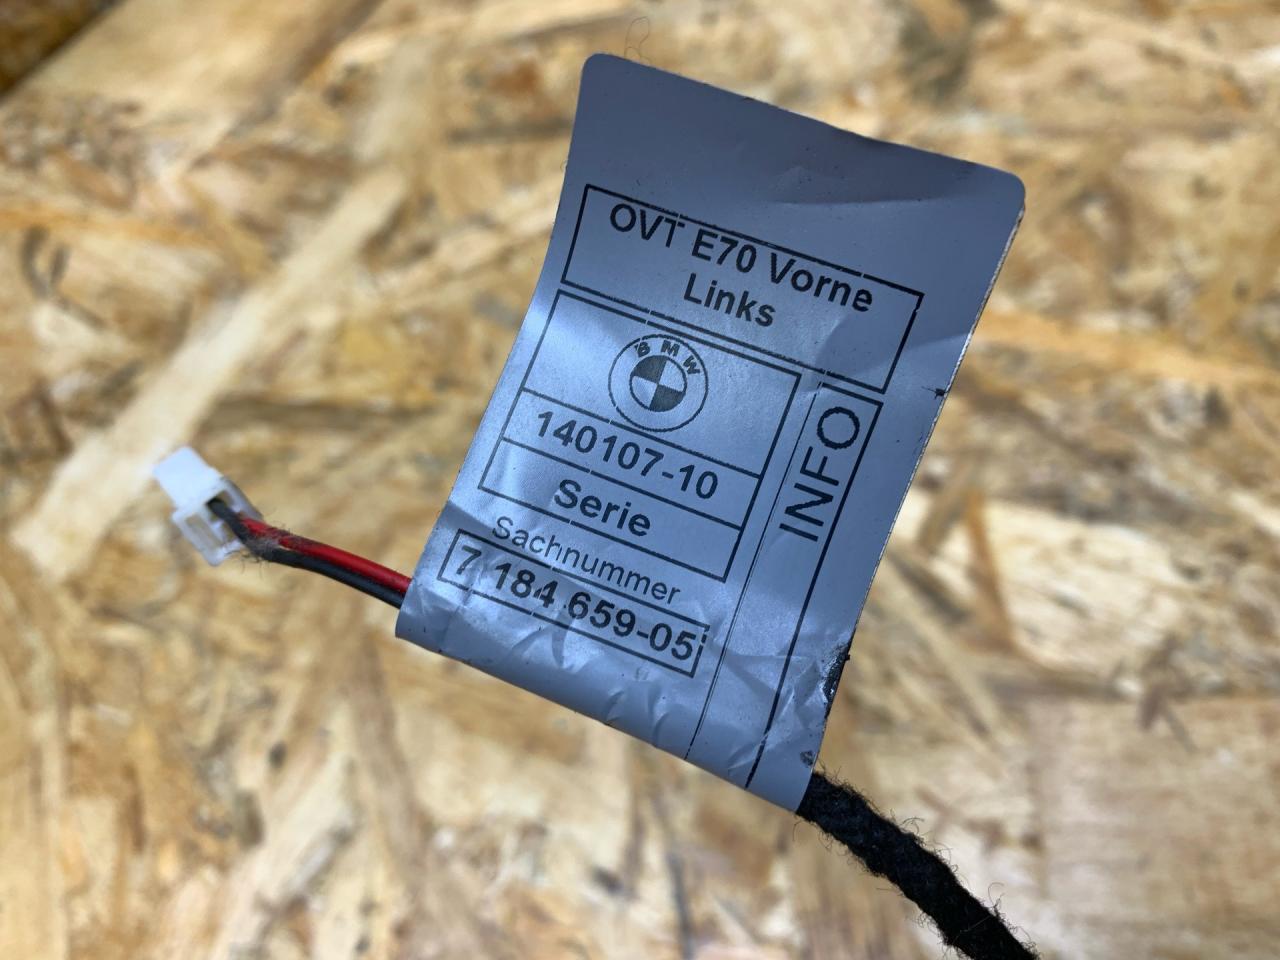 OVT E70 Vorne
Links
BMW
140107-10
Serie
Sachnummer
7 184 659-05
INFO